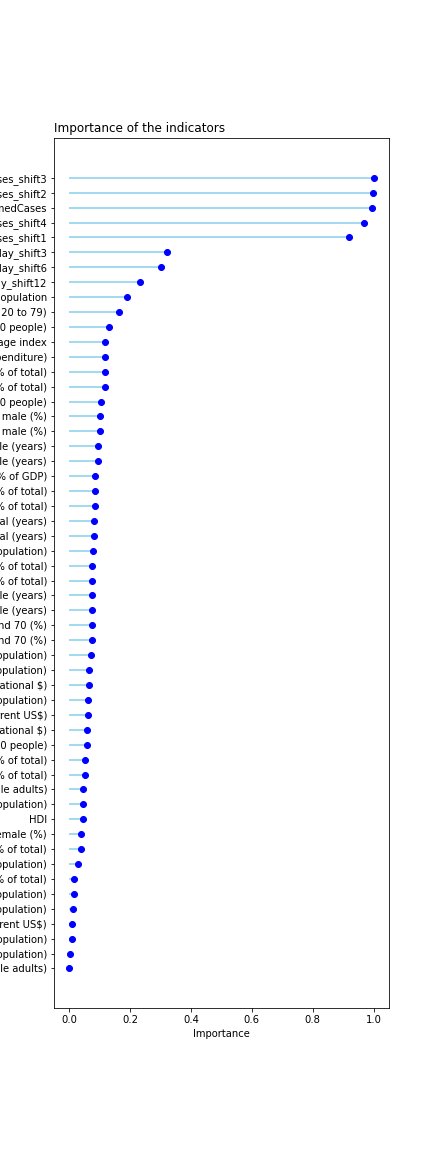 Importance of the indicators
ses_shift3
ses_shift2
medCases
ses_shift4
ses_shift1
lay_shift3
lay_shift6
y_shift12
opulation
20 to 79)
0 people)
age index
penditure)
% of total)
% of total)
0 people)
male (%)
male (%)
le (years)
le (years)
% of GDP)
% of total)
% of total)
al (years)
al (years)
opulation)
% of total)
% of total)
le (years)
le (years)
nd 70 (%)
nd 70 (%)
opulation)
opulation)
ational $)
opulation)
rent US$)
ational $)
0 people)
% of total)
% of total)
le adults)
opulation)
HDI
emale (%)
% of total)
opulation)
% of total)
opulation)
opulation)
rent US$)
opulation)
opulation)
le adults)
0.0 0.2 0.4 0.6 0.8 1.0
Importance